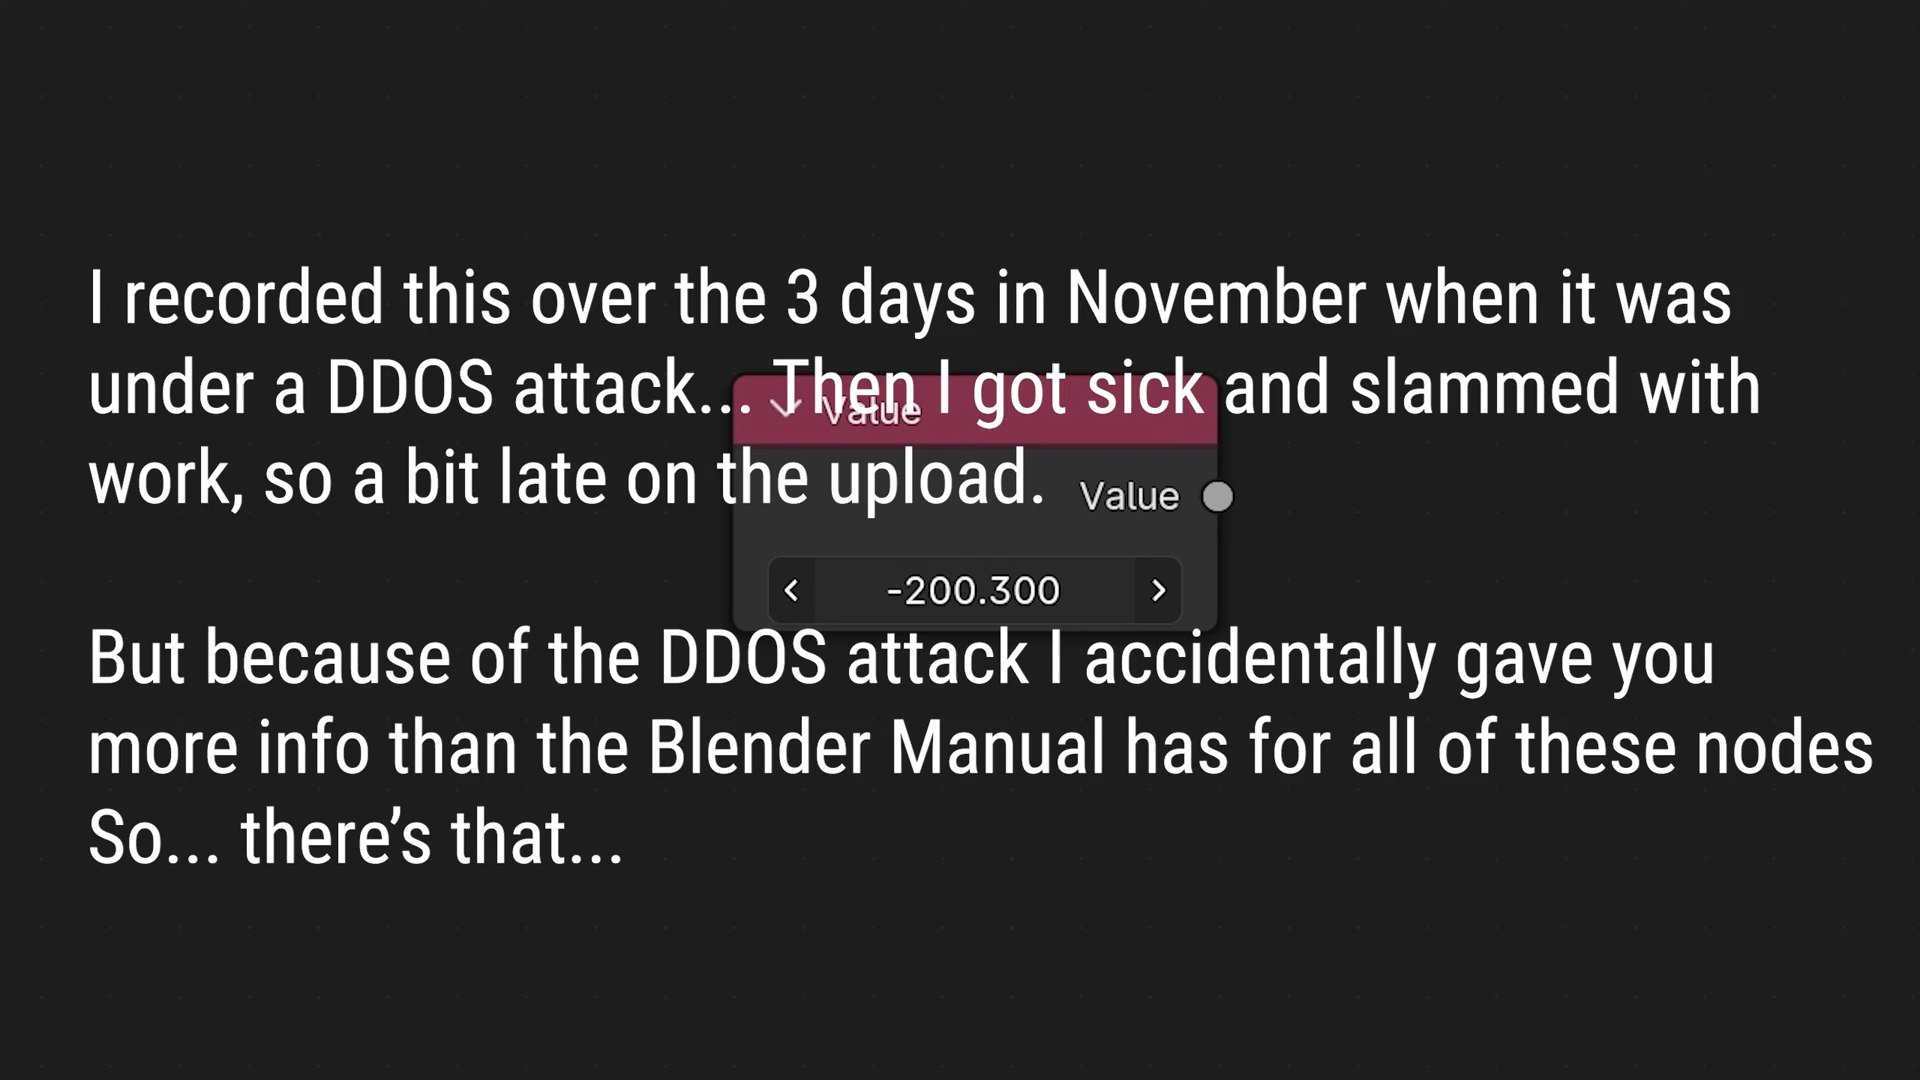 I recorded this over the 3 days in November when it was
under a DDOS attack... Then I got sick and slammed with
Value
work, so a bit late on the upload.
Value
-200.300
But because of the DDOS attack I accidentally gave you
more info than the Blender Manual has for all of these nodes
So... there’s that...